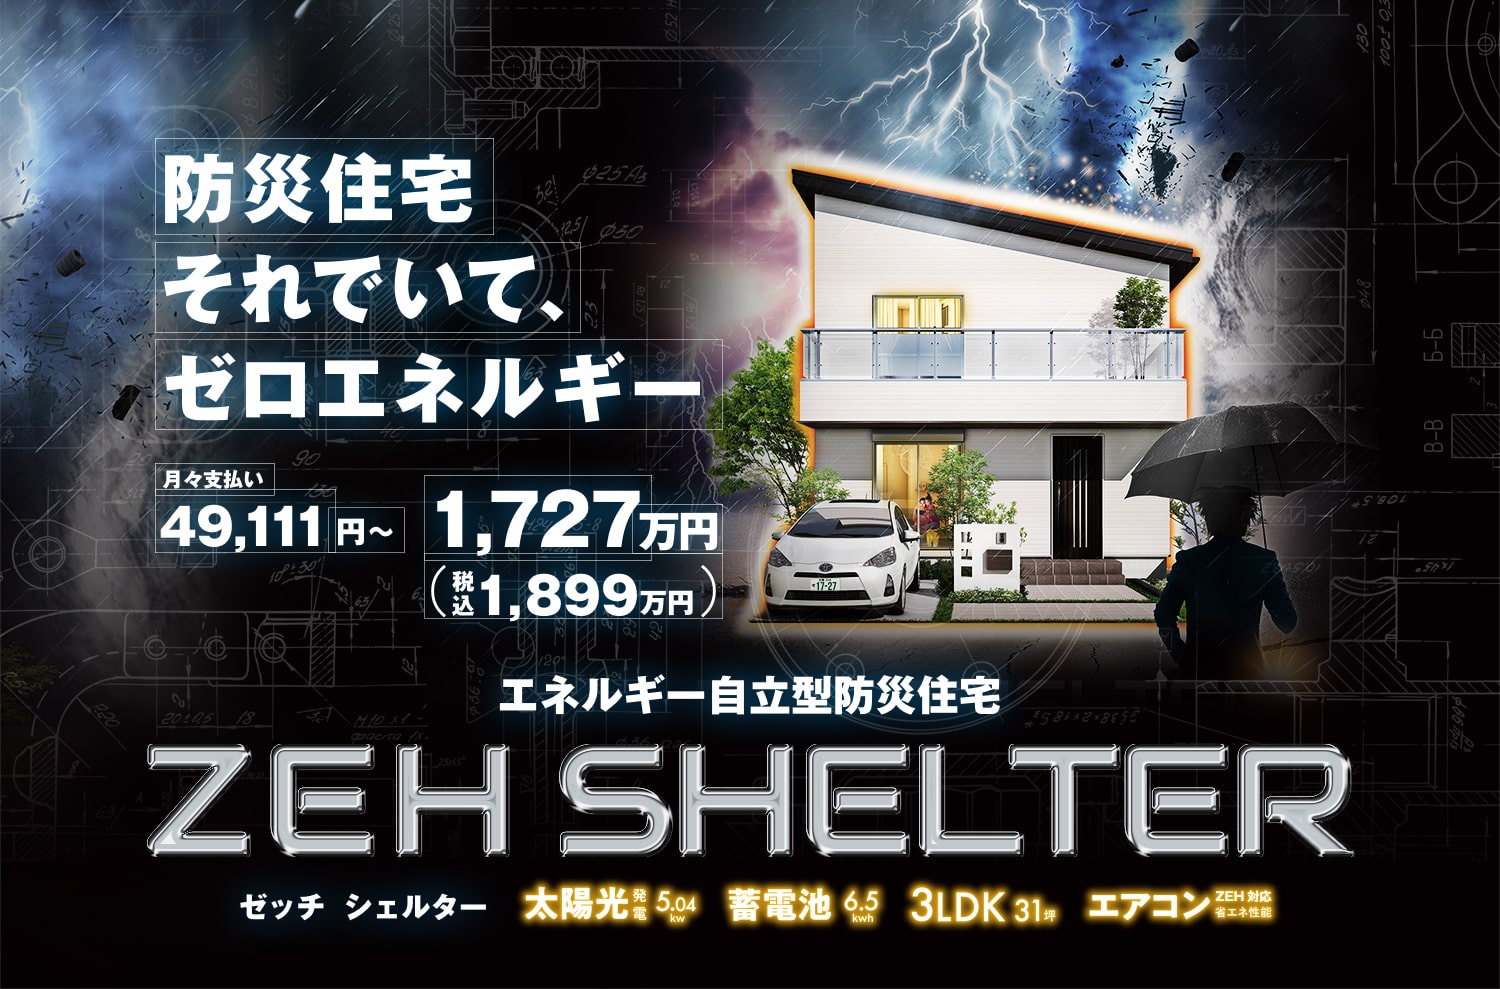 防災住宅
それでいて、
ゼロエネルギー
月々支払い
49,111円～
1,727万円
（税込1,899万円）
17-27
エネルギー自立型防災住宅
ZEH SHELTER
ゼッチ シェルター
太陽光発電 5.04kw
蓄電池 6.5kwh
3LDK 31坪
エアコン ZEH対応 省エネ性能